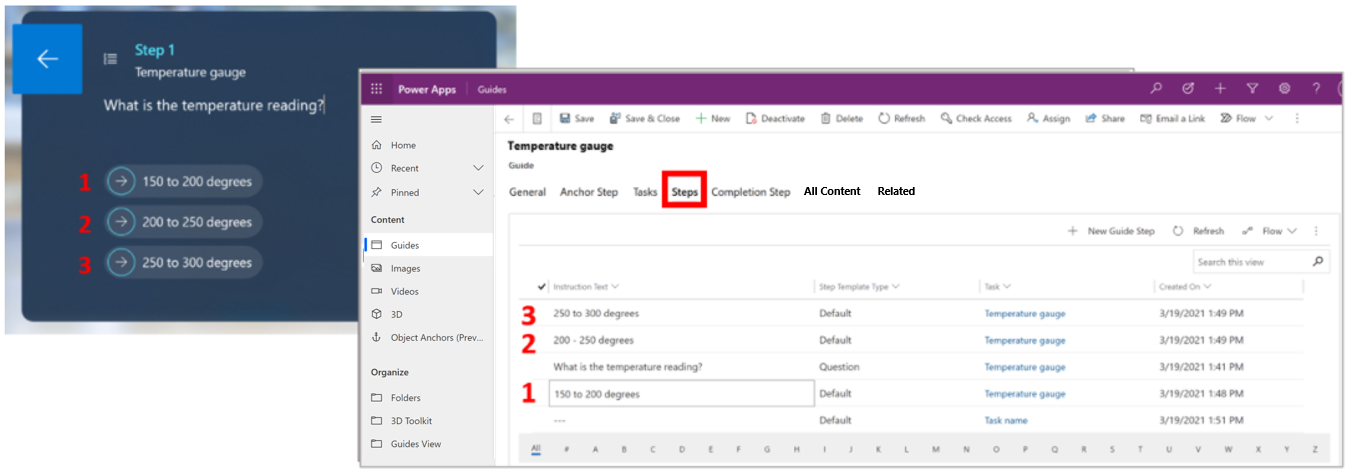 Step 1
Temperature gauge
What is the temperature reading?
1 150 to 200 degrees
2 200 to 250 degrees
3 250 to 300 degrees
Power Apps Guides
Home
Recent
Pinned
Content
Guides
Images
Videos
3D
Object Anchors (Prev...
Organize
Folders
3D Toolkit
Guides View
Save Save & Close New Deactivate Delete Refresh Check Access Assign Share Email a Link Flow
Temperature gauge
Guide
General Anchor Step Tasks Steps Completion Step All Content Related
New Guide Step Refresh Flow
Search this view
Instruction Text Step Template Type Task Created On
3 250 to 300 degrees Default Temperature gauge 3/19/2021 1:49 PM
2 200 - 250 degrees Default Temperature gauge 3/19/2021 1:49 PM
What is the temperature reading? Question Temperature gauge 3/19/2021 1:41 PM
1 150 to 200 degrees Default Temperature gauge 3/19/2021 1:48 PM
--- Default Task name 3/19/2021 1:51 PM
All # A B C D E F G H I J K L M N O P Q R S T U V W X Y Z